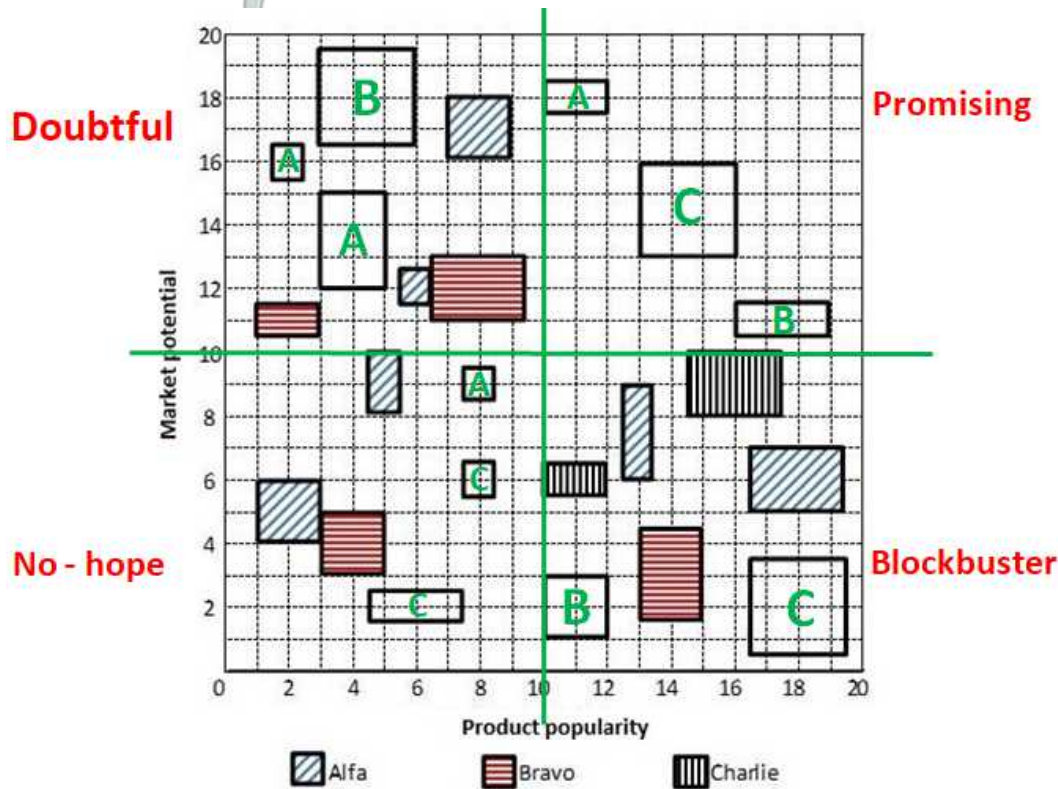 20
B
A
18
Promising
Doubtful
A
16
C
14
A
12
B
10
A
8
C
6
4
No - hope
Blockbuster
C
B
C
2
Market potential
0 2 4 6 8 10 12 14 16 18 20
Product popularity
Alfa Bravo Charlie